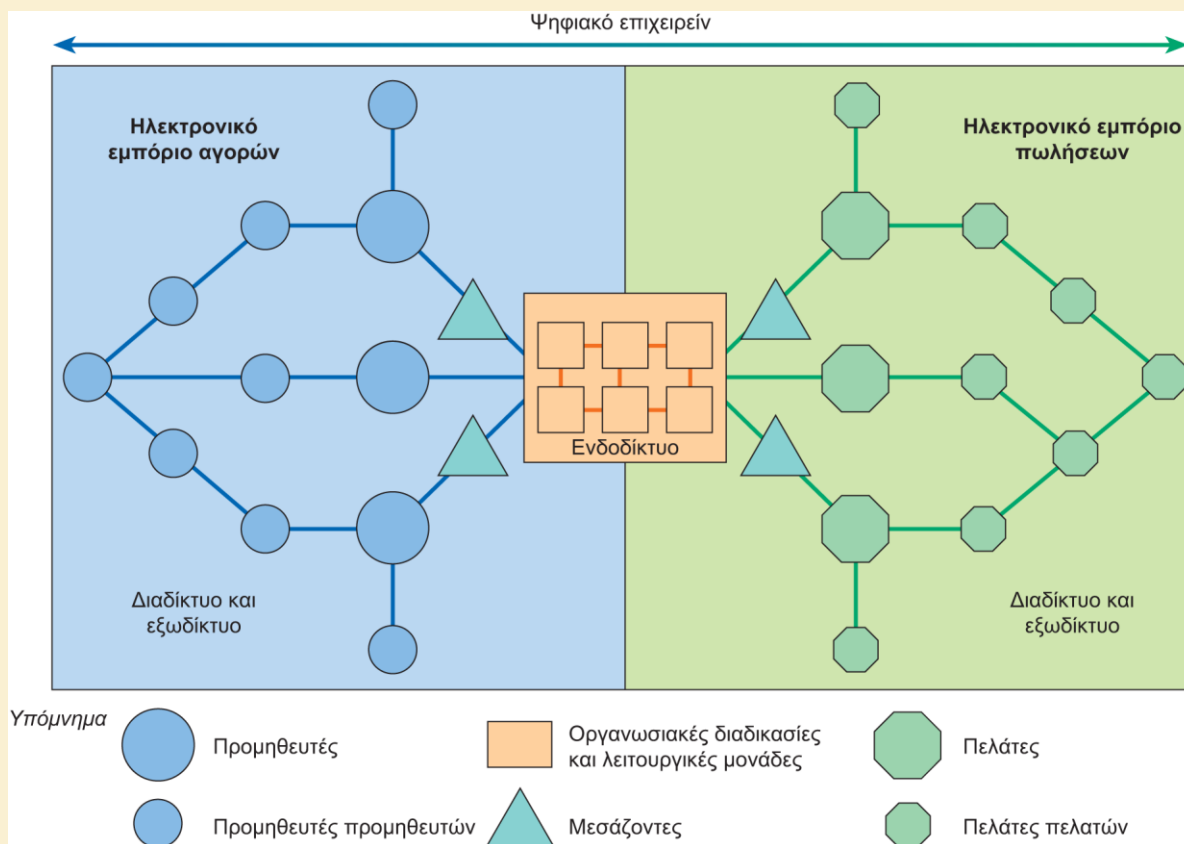 Ψηφιακό επιχειρείν
Ηλεκτρονικό
εμπόριο αγορών
Ηλεκτρονικό εμπόριο
πωλήσεων
Ενδοδίκτυο
Διαδίκτυο και
εξωδίκτυο
Διαδίκτυο και
εξωδίκτυο
Υπόμνημα
Προμηθευτές
Οργανωσιακές διαδικασίες
και λειτουργικές μονάδες
Πελάτες
Προμηθευτές προμηθευτών
Μεσάζοντες
Πελάτες πελατών